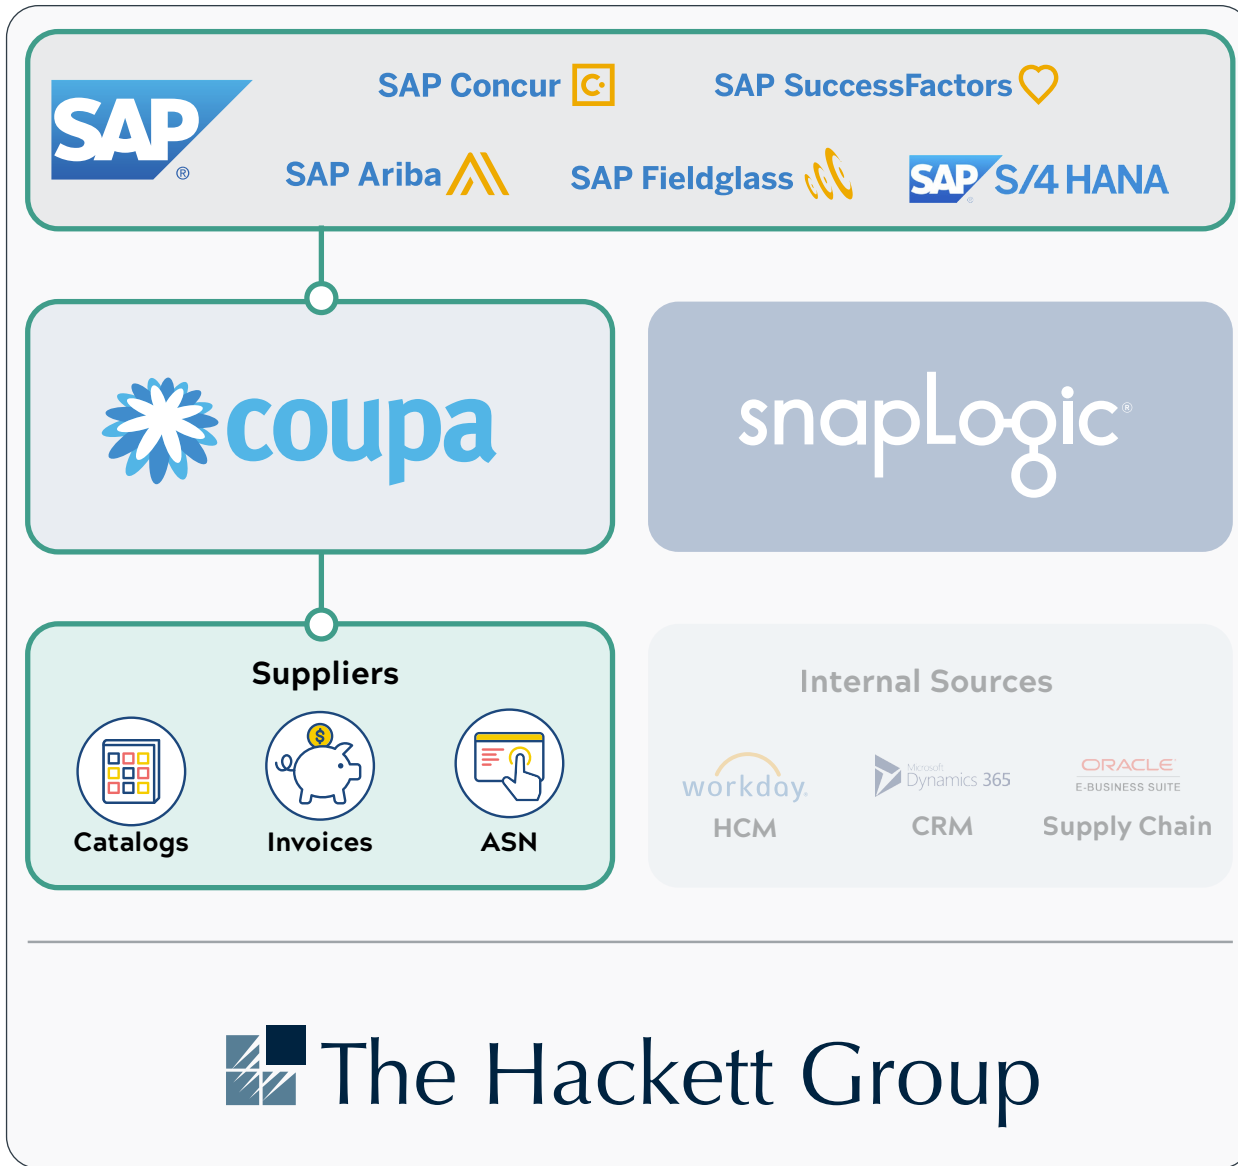 SAP ®
SAP Concur
SAP SuccessFactors
SAP Ariba
SAP Fieldglass
SAP S/4 HANA
coupa
snapLogic®
Suppliers
$
Catalogs
Invoices
ASN
Internal Sources
workday.
HCM
Microsoft
Dynamics 365
CRM
ORACLE
E-BUSINESS SUITE
Supply Chain
The Hackett Group